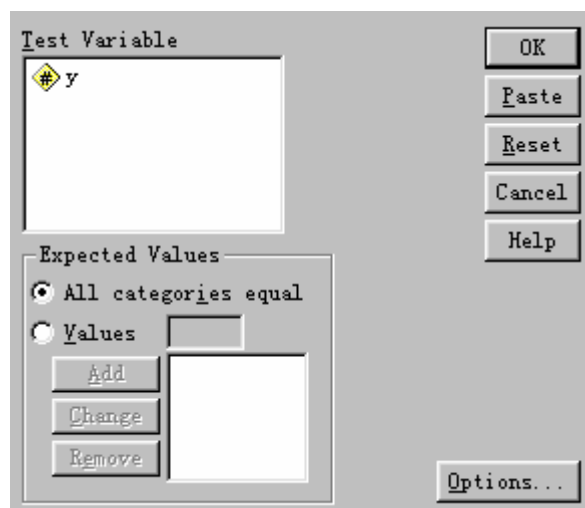 Test Variable
# y
OK
Paste
Reset
Cancel
Help
Expected Values
All categories equal
Values
Add
Change
Remove
Options...